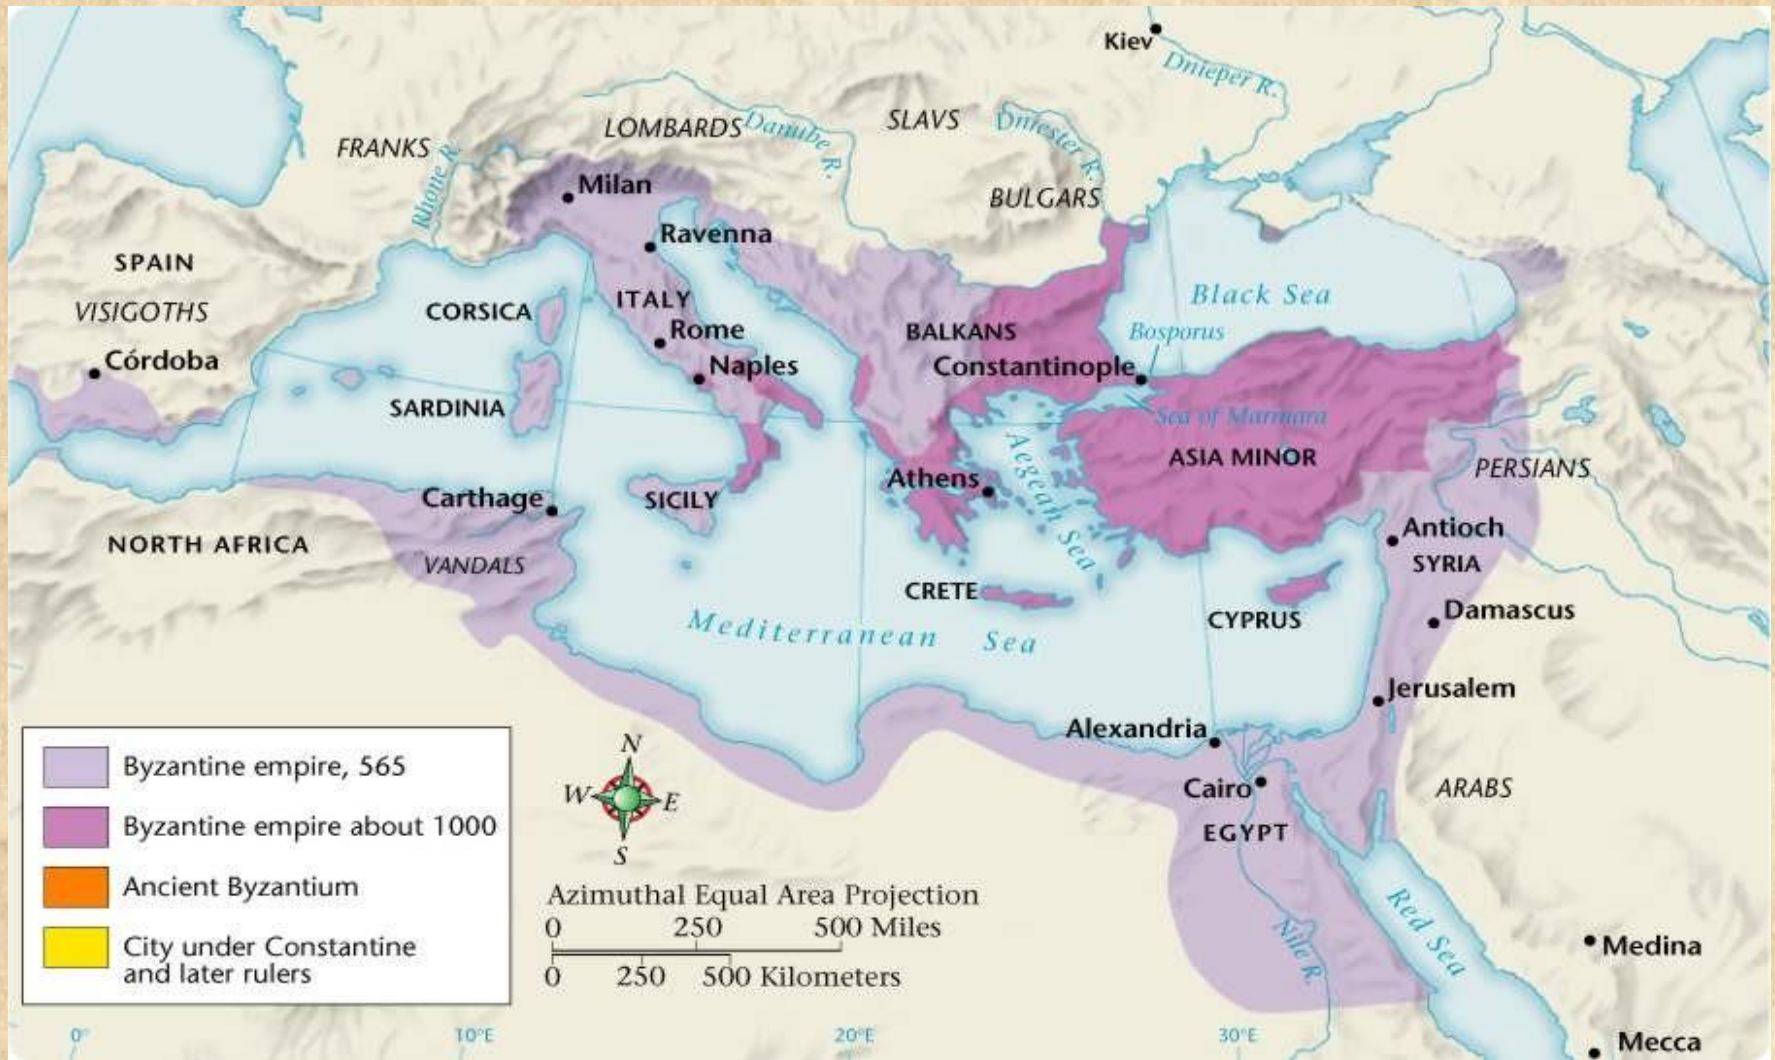 Kiev
Dnieper R.
SLAVS
LOMBARDS
Danube R.
Dniester R.
FRANKS
Rhone R.
Milan
BULGARS
Ravenna
SPAIN
VISIGOTHS
Córdoba
CORSICA
ITALY
Rome
Naples
SARDINIA
BALKANS
Constantinople
Black Sea
Bosporus
Sea of Marmara
ASIA MINOR
PERSIANS
Aegean Sea
Athens
SICILY
Carthage
NORTH AFRICA
VANDALS
Antioch
SYRIA
CRETE
CYPRUS
Damascus
Mediterranean Sea
Jerusalem
Alexandria
Cairo
EGYPT
ARABS
Nile R.
Red Sea
Medina
Mecca
Byzantine empire, 565
Byzantine empire about 1000
Ancient Byzantium
City under Constantine
and later rulers
N
W E
S
Azimuthal Equal Area Projection
0 250 500 Miles
0 250 500 Kilometers
0° 10°E 20°E 30°E